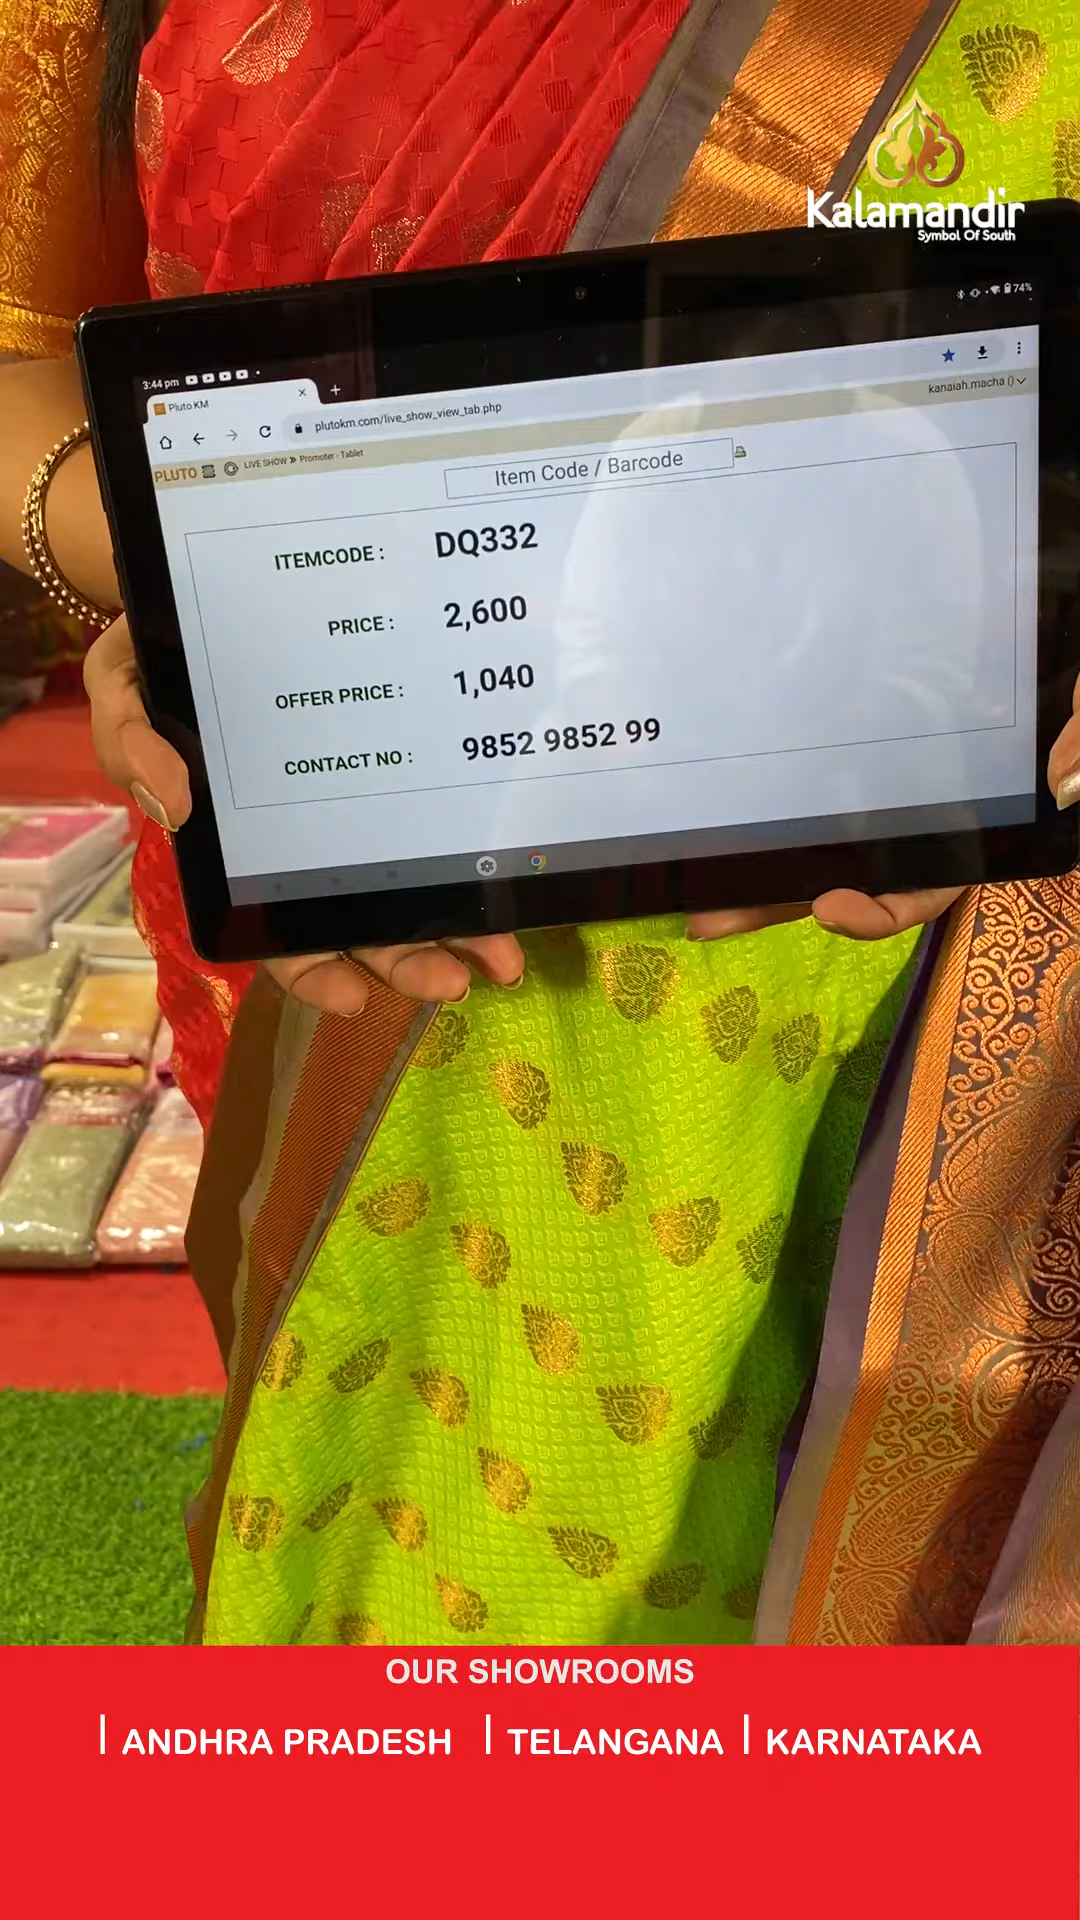 Kalamandir
Symbol Of South
74%
3:44 pm
Pluto KM
plutokm.com/live_show_view_tab.php
kanaiah.macha ()
PLUTO
LIVE SHOW » Promoter - Tablet
Item Code / Barcode
ITEMCODE : DQ332
PRICE : 2,600
OFFER PRICE : 1,040
CONTACT NO : 9852 9852 99
OUR SHOWROOMS
| ANDHRA PRADESH | TELANGANA | KARNATAKA